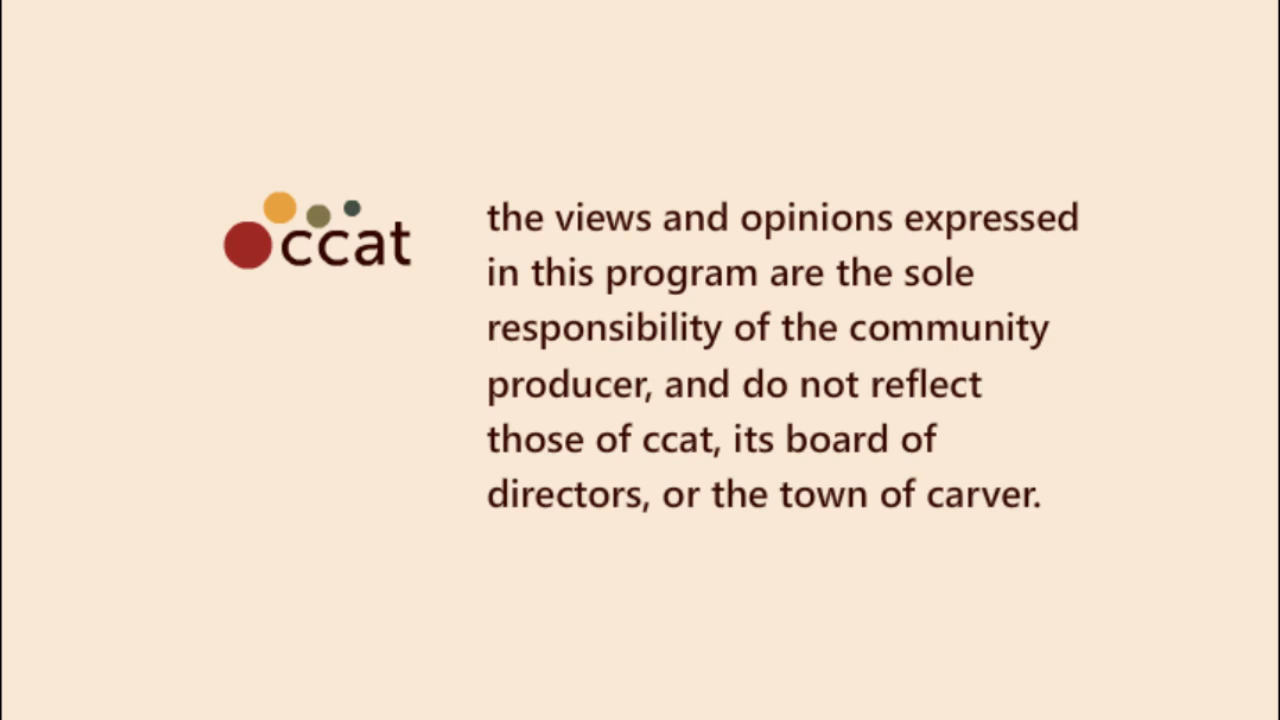 ccat
the views and opinions expressed
in this program are the sole
responsibility of the community
producer, and do not reflect
those of ccat, its board of
directors, or the town of carver.